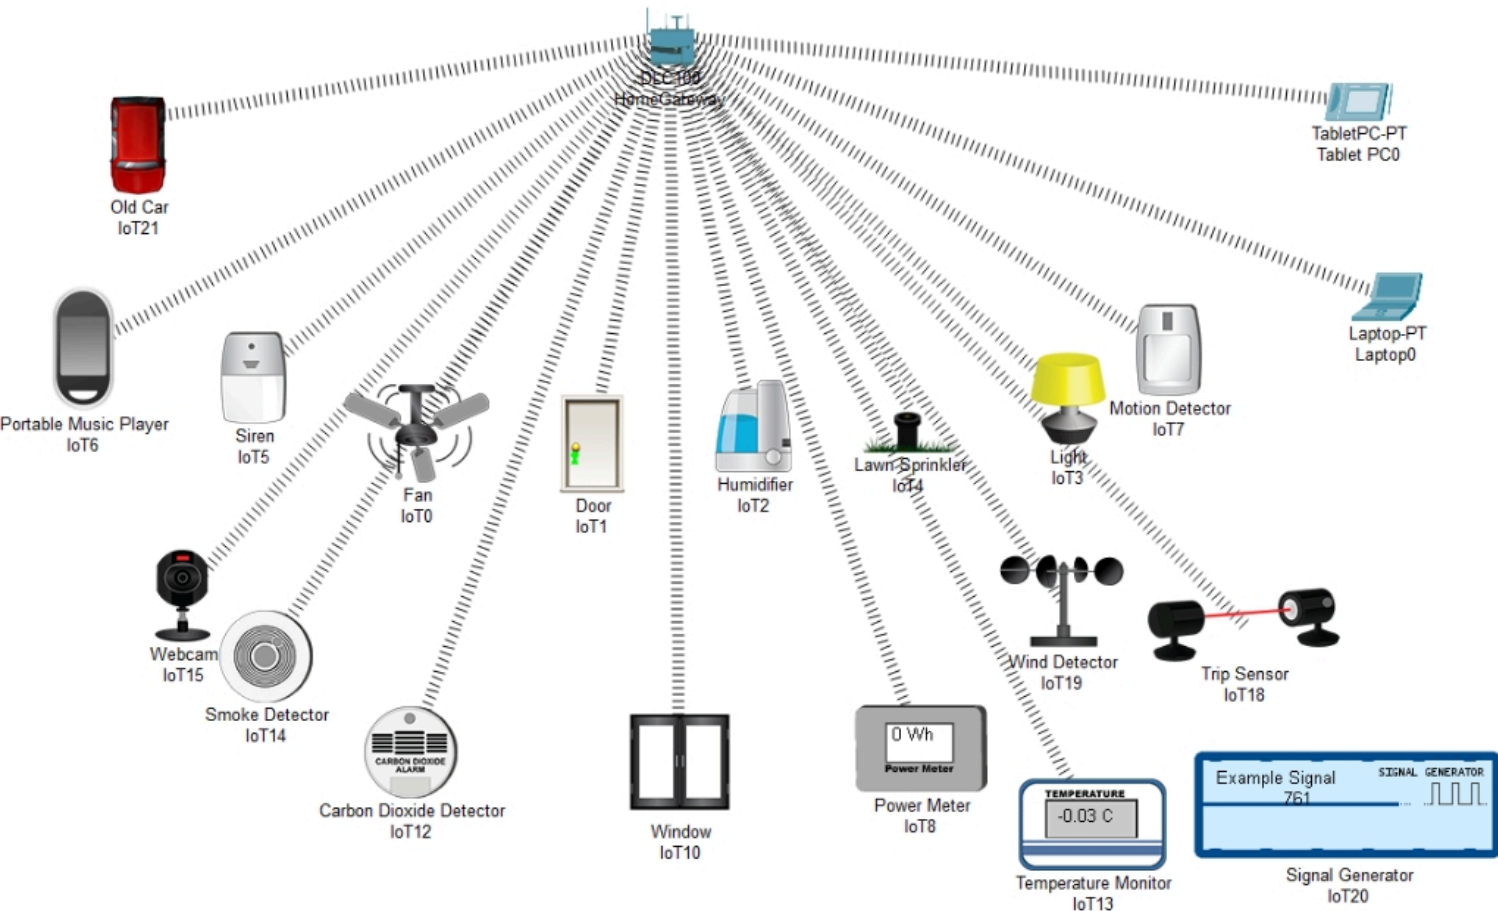 DLC100
HomeGateway
TabletPC-PT
Tablet PC0
Old Car
IoT21
Laptop-PT
Laptop0
Portable Music Player
IoT6
Siren
IoT5
Fan
IoT0
Door
IoT1
Humidifier
IoT2
Lawn Sprinkler
IoT4
Light
IoT3
Motion Detector
IoT7
Webcam
IoT15
Smoke Detector
IoT14
CARBON DIOXIDE
ALARM
Carbon Dioxide Detector
IoT12
Window
IoT10
0 Wh
Power Meter
Power Meter
IoT8
Wind Detector
IoT19
Trip Sensor
IoT18
TEMPERATURE
-0.03 C
Temperature Monitor
IoT13
Example Signal
761
SIGNAL GENERATOR
Signal Generator
IoT20